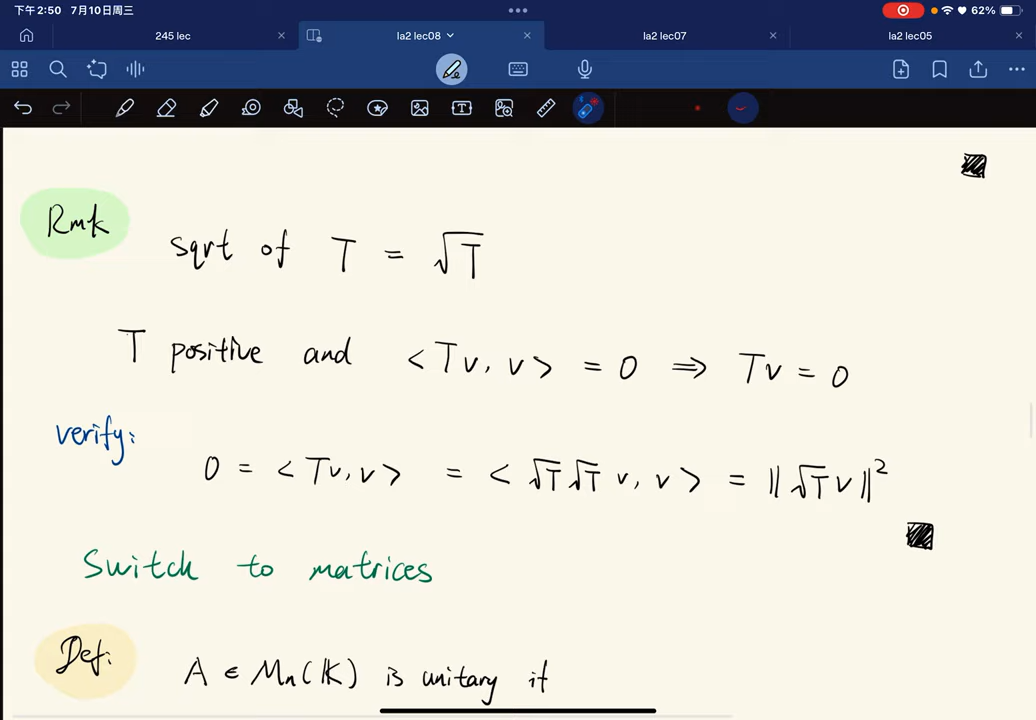 下午2:50 7月10日周三
62%
245 lec
la2 lec08
la2 lec07
la2 lec05
Rmk
sqrt of T = √T
T positive and <Tv, v> = 0 ⇒ Tv = 0
verify:
0 = <Tv, v> = <√T√T v, v> = ||√T v||²
Switch to matrices
Def:
A ∈ Mn(K) is unitary if